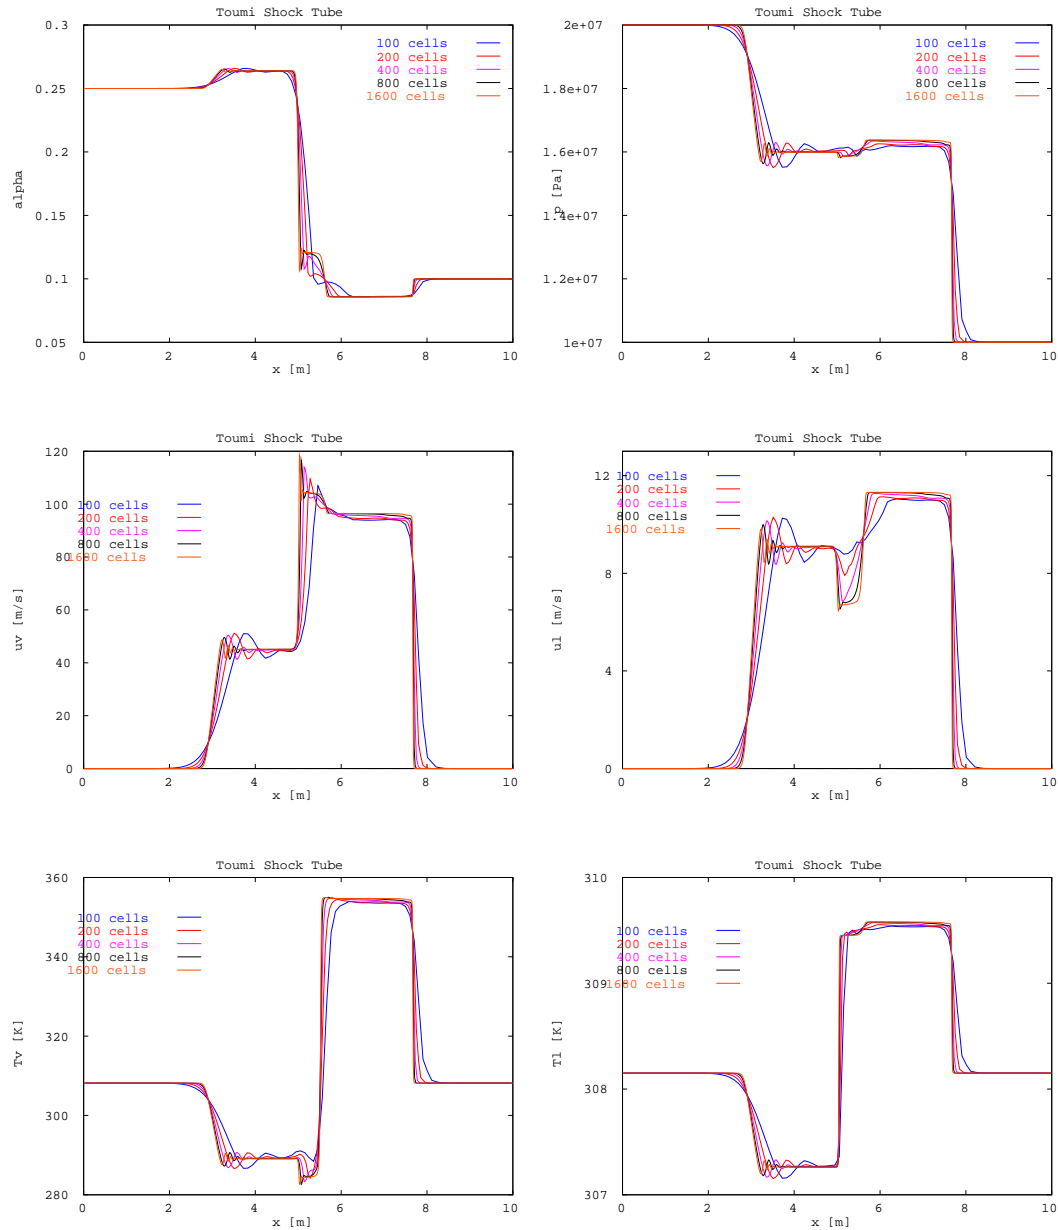 Toumi Shock Tube
0.3
0.25
0.2
0.15
0.1
0.05
alpha
100 cells
200 cells
400 cells
800 cells
1600 cells
0 2 4 6 8 10
x [m]
Toumi Shock Tube
2e+07
1.8e+07
1.6e+07
1.4e+07
1.2e+07
1e+07
p [Pa]
100 cells
200 cells
400 cells
800 cells
1600 cells
0 2 4 6 8 10
x [m]
Toumi Shock Tube
120
100
80
60
40
20
0
uv [m/s]
100 cells
200 cells
400 cells
800 cells
1600 cells
0 2 4 6 8 10
x [m]
Toumi Shock Tube
12
8
4
0
ul [m/s]
100 cells
200 cells
400 cells
800 cells
1600 cells
0 2 4 6 8 10
x [m]
Toumi Shock Tube
360
340
320
300
280
Tv [K]
100 cells
200 cells
400 cells
800 cells
1600 cells
0 2 4 6 8 10
x [m]
Toumi Shock Tube
310
309
308
307
Tl [K]
100 cells
200 cells
400 cells
800 cells
1600 cells
0 2 4 6 8 10
x [m]